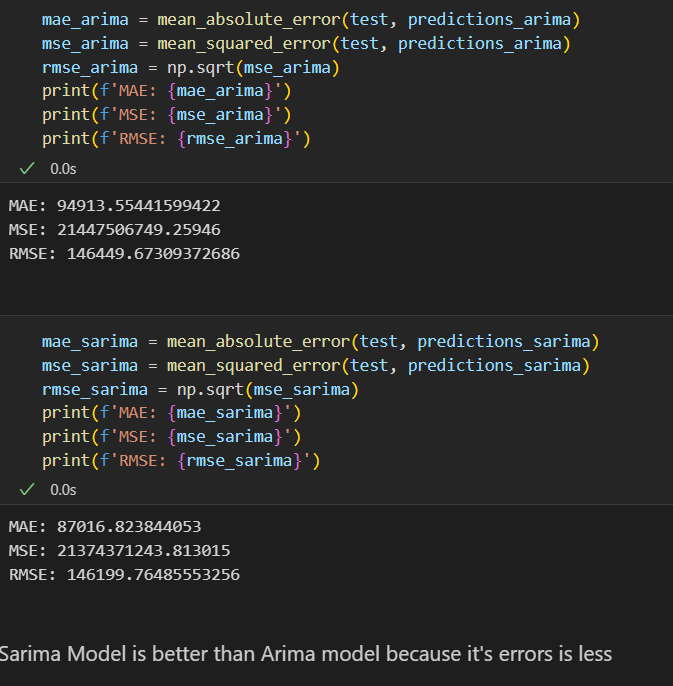 mae_arima = mean_absolute_error(test, predictions_arima)
mse_arima = mean_squared_error(test, predictions_arima)
rmse_arima = np.sqrt(mse_arima)
print(f'MAE: {mae_arima}')
print(f'MSE: {mse_arima}')
print(f'RMSE: {rmse_arima}')
0.0s
MAE: 94913.55441599422
MSE: 21447506749.25946
RMSE: 146449.67309372686
mae_sarima = mean_absolute_error(test, predictions_sarima)
mse_sarima = mean_squared_error(test, predictions_sarima)
rmse_sarima = np.sqrt(mse_sarima)
print(f'MAE: {mae_sarima}')
print(f'MSE: {mse_sarima}')
print(f'RMSE: {rmse_sarima}')
0.0s
MAE: 87016.823844053
MSE: 21374371243.813015
RMSE: 146199.76485553256
Sarima Model is better than Arima model because it's errors is less